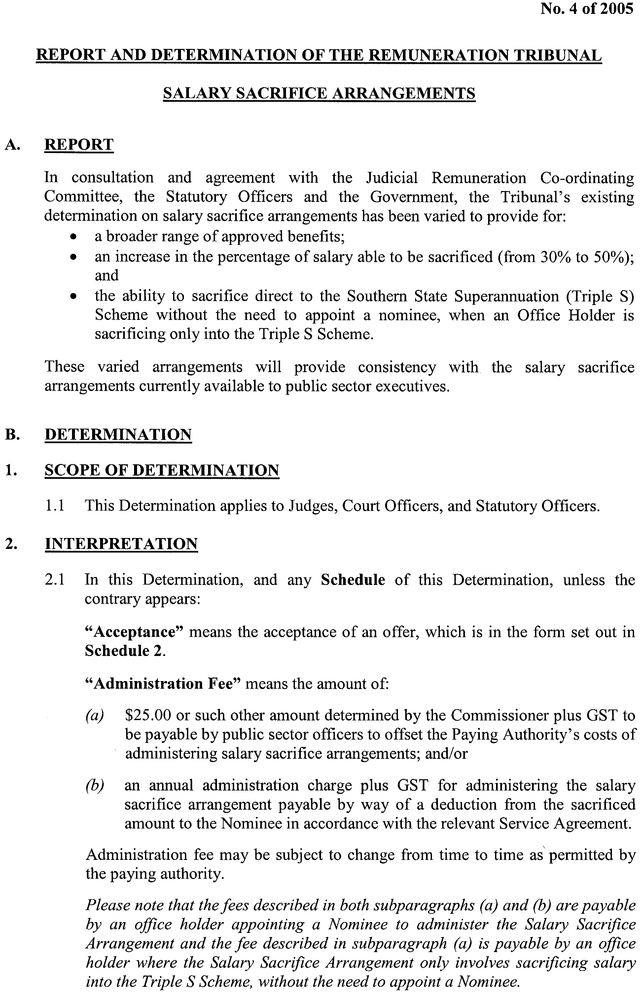 No. 4 of 2005
REPORT AND DETERMINATION OF THE REMUNERATION TRIBUNAL
SALARY SACRIFICE ARRANGEMENTS
A. REPORT
In consultation and agreement with the Judicial Remuneration Co-ordinating
Committee, the Statutory Officers and the Government, the Tribunal's existing
determination on salary sacrifice arrangements has been varied to provide for:
• a broader range of approved benefits;
• an increase in the percentage of salary able to be sacrificed (from 30% to 50%);
and
• the ability to sacrifice direct to the Southern State Superannuation (Triple S)
Scheme without the need to appoint a nominee, when an Office Holder is
sacrificing only into the Triple S Scheme.
These varied arrangements will provide consistency with the salary sacrifice
arrangements currently available to public sector executives.
B. DETERMINATION
1. SCOPE OF DETERMINATION
1.1 This Determination applies to Judges, Court Officers, and Statutory Officers.
2. INTERPRETATION
2.1 In this Determination, and any Schedule of this Determination, unless the
contrary appears:
“Acceptance” means the acceptance of an offer, which is in the form set out in
Schedule 2.
“Administration Fee” means the amount of:
(a) $25.00 or such other amount determined by the Commissioner plus GST to
be payable by public sector officers to offset the Paying Authority's costs of
administering salary sacrifice arrangements; and/or
(b) an annual administration charge plus GST for administering the salary
sacrifice arrangement payable by way of a deduction from the sacrificed
amount to the Nominee in accordance with the relevant Service Agreement.
Administration fee may be subject to change from time to time as permitted by
the paying authority.
Please note that the fees described in both subparagraphs (a) and (b) are payable
by an office holder appointing a Nominee to administer the Salary Sacrifice
Arrangement and the fee described in subparagraph (a) is payable by an office
holder where the Salary Sacrifice Arrangement only involves sacrificing salary
into the Triple S Scheme, without the need to appoint a Nominee.